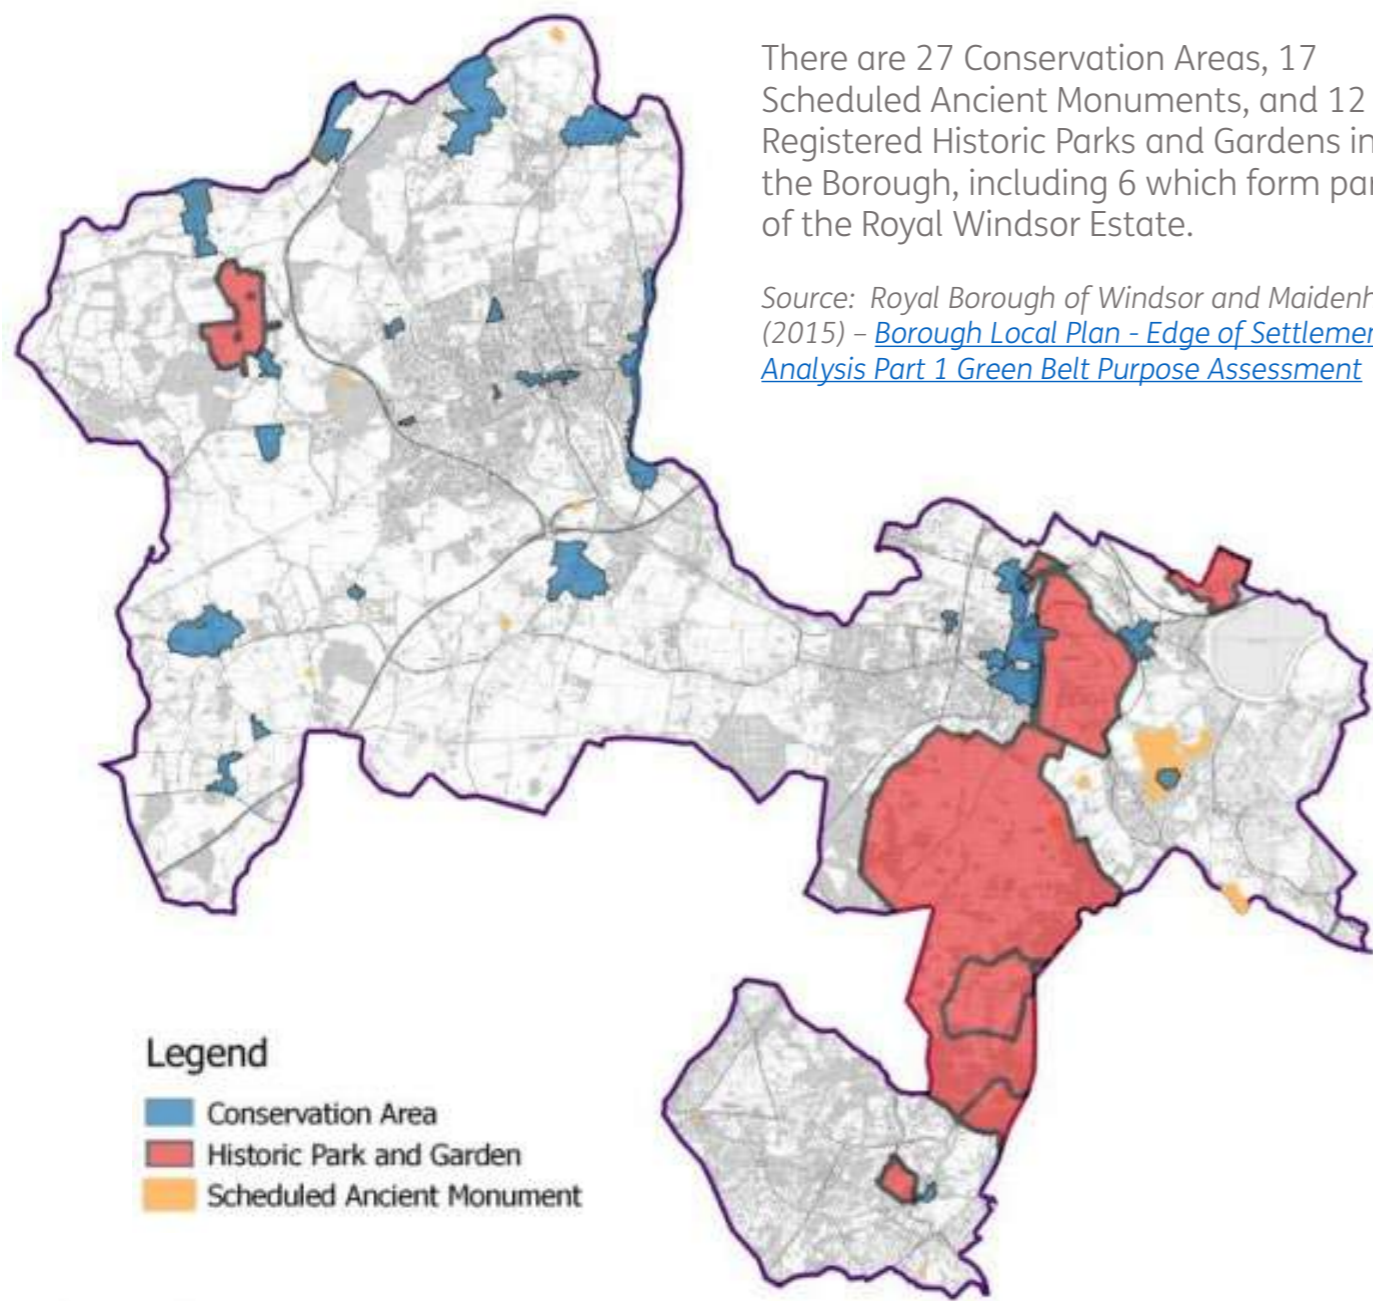 There are 27 Conservation Areas, 17
Scheduled Ancient Monuments, and 12
Registered Historic Parks and Gardens in
the Borough, including 6 which form par
of the Royal Windsor Estate.
Source: Royal Borough of Windsor and Maidenh
(2015) – Borough Local Plan - Edge of Settlemen
Analysis Part 1 Green Belt Purpose Assessment
Legend
Conservation Area
Historic Park and Garden
Scheduled Ancient Monument